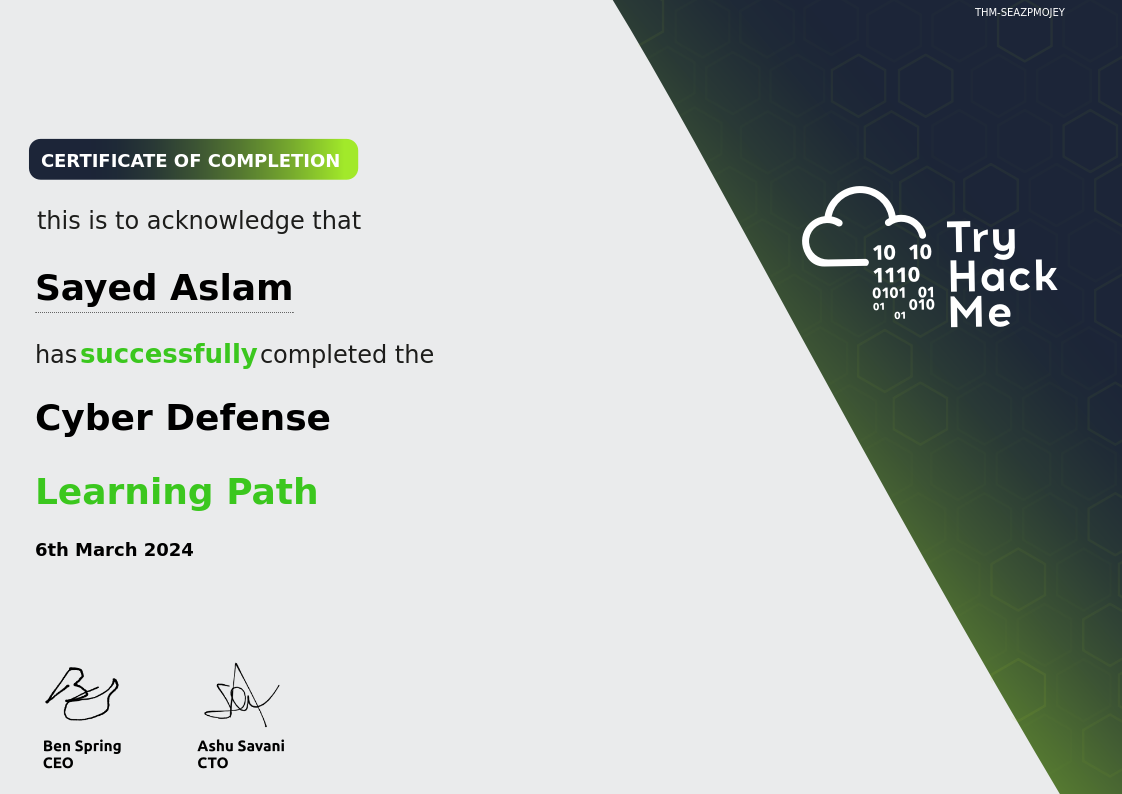 THM-SEAZPMOJEY
CERTIFICATE OF COMPLETION
this is to acknowledge that
Sayed Aslam
has successfully completed the
Cyber Defense
Learning Path
6th March 2024
10 10
1110
0101 01
01 010
01
Try
Hack
Me
Ben Spring
CEO
Ashu Savani
CTO